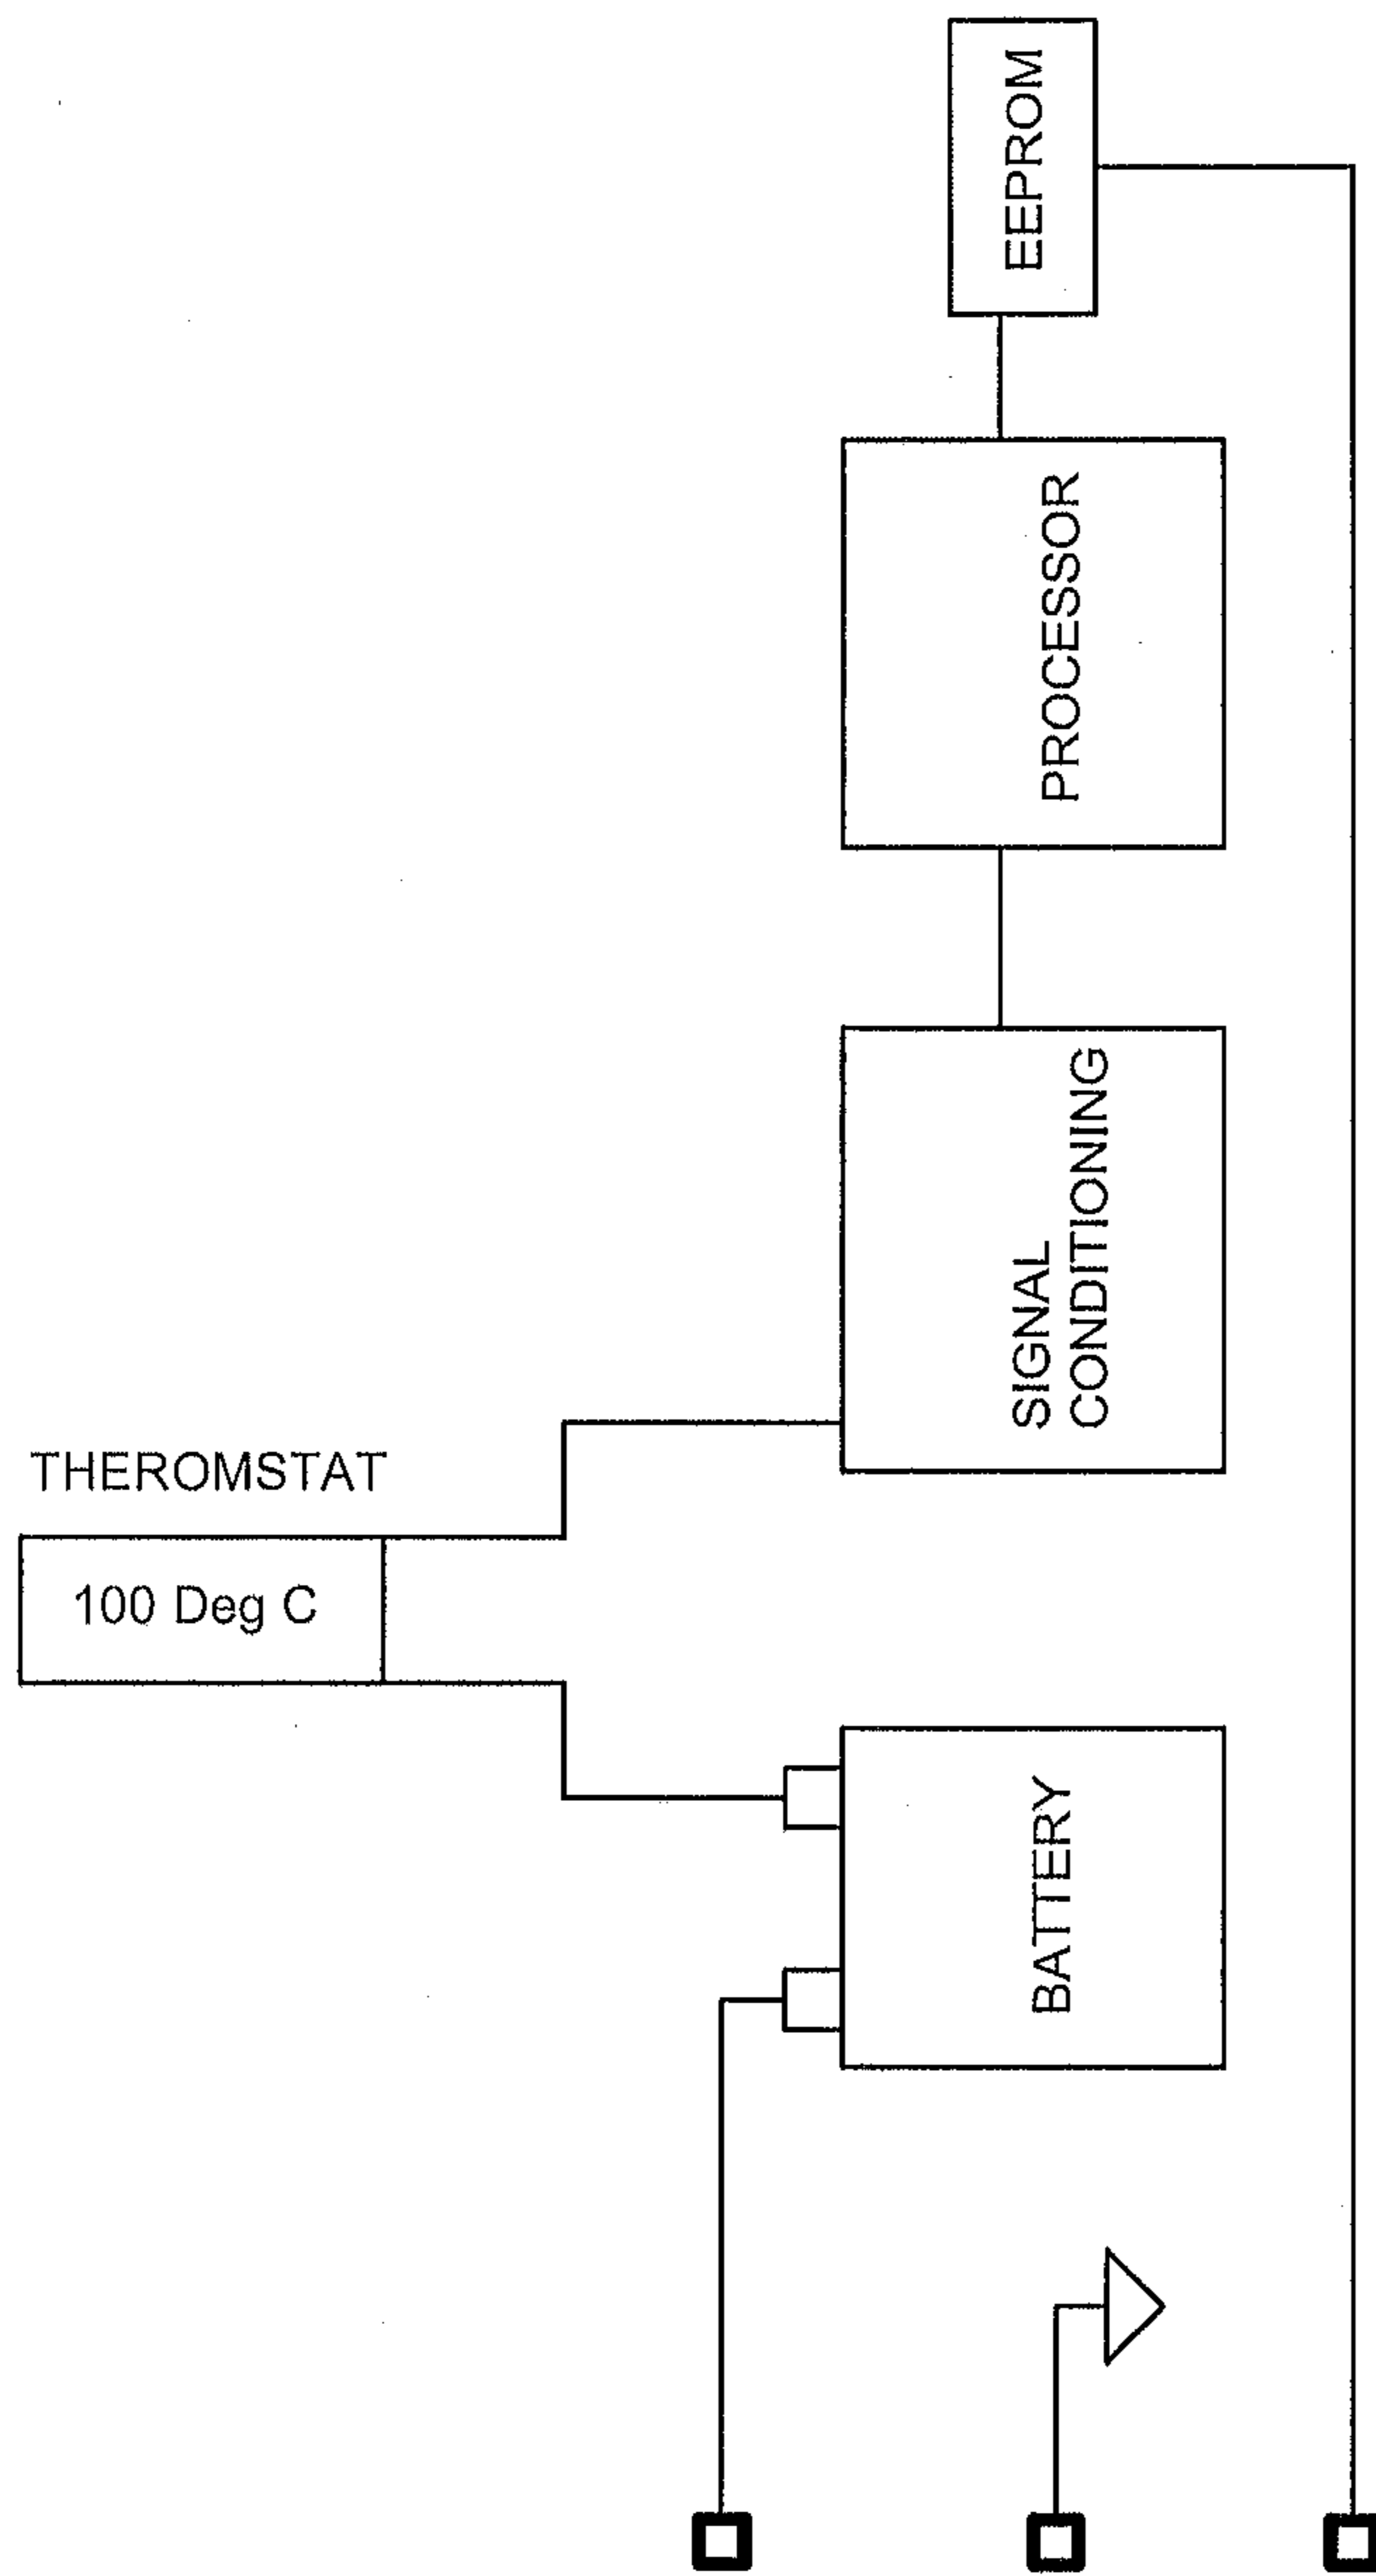 THEROMSTAT
100 Deg C
BATTERY
SIGNAL
CONDITIONING
PROCESSOR
EEPROM